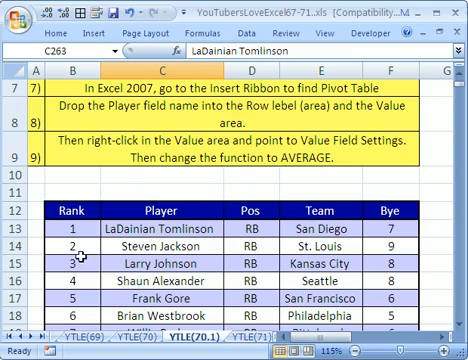 YouTubersLoveExcel67-71.xls [Compatibility...
Home Insert Page Layout Formulas Data Review View
C263 fx LaDainian Tomlinson
A B C D E F G
7 7) In Excel 2007, go to the Insert Ribbon to find Pivot Table
8 8) Drop the Player field name into the Row lebel (area) and the Value
area.
9 9) Then right-click in the Value area and point to Value Field Settings.
Then change the function to AVERAGE.
10
11
12 Rank Player Pos Team Bye
13 1 LaDainian Tomlinson RB San Diego 7
14 2 Steven Jackson RB St. Louis 9
15 3 Larry Johnson RB Kansas City 8
16 4 Shaun Alexander RB Seattle 8
17 5 Frank Gore RB San Francisco 6
18 6 Brian Westbrook RB Philadelphia 5
YTLE(69) YTLE(70) YTLE(70.1) YTLE(71)
115%